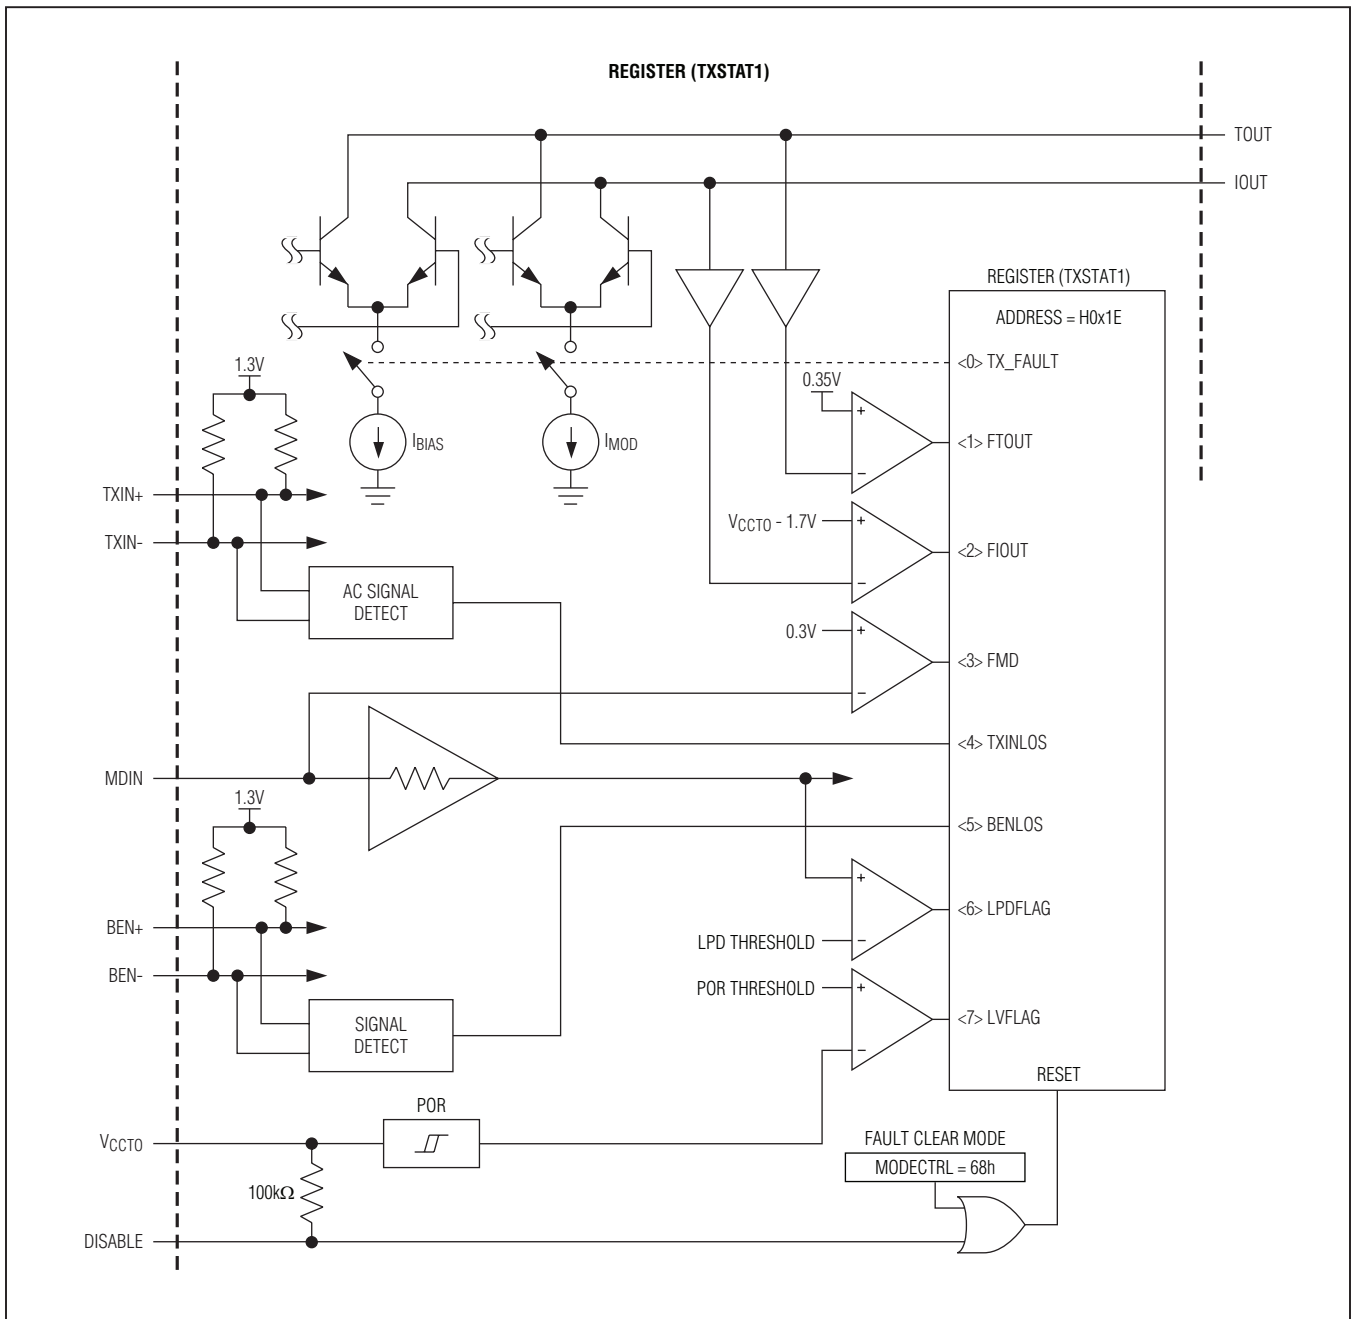 REGISTER (TXSTAT1)
TOUT
IOUT
REGISTER (TXSTAT1)
ADDRESS = H0x1E
<0> TX_FAULT
1.3V
0.35V
+
IBIAS
IMOD
<1> FTOUT
−
TXIN+
VCCTO - 1.7V
+
TXIN-
<2> FIOUT
−
AC SIGNAL
DETECT
0.3V
+
<3> FMD
−
<4> TXINLOS
MDIN
1.3V
<5> BENLOS
+
<6> LPDFLAG
BEN+
LPD THRESHOLD
−
BEN-
POR THRESHOLD
+
<7> LVFLAG
SIGNAL
DETECT
−
RESET
POR
VCCTO
FAULT CLEAR MODE
MODECTRL = 68h
100kΩ
DISABLE